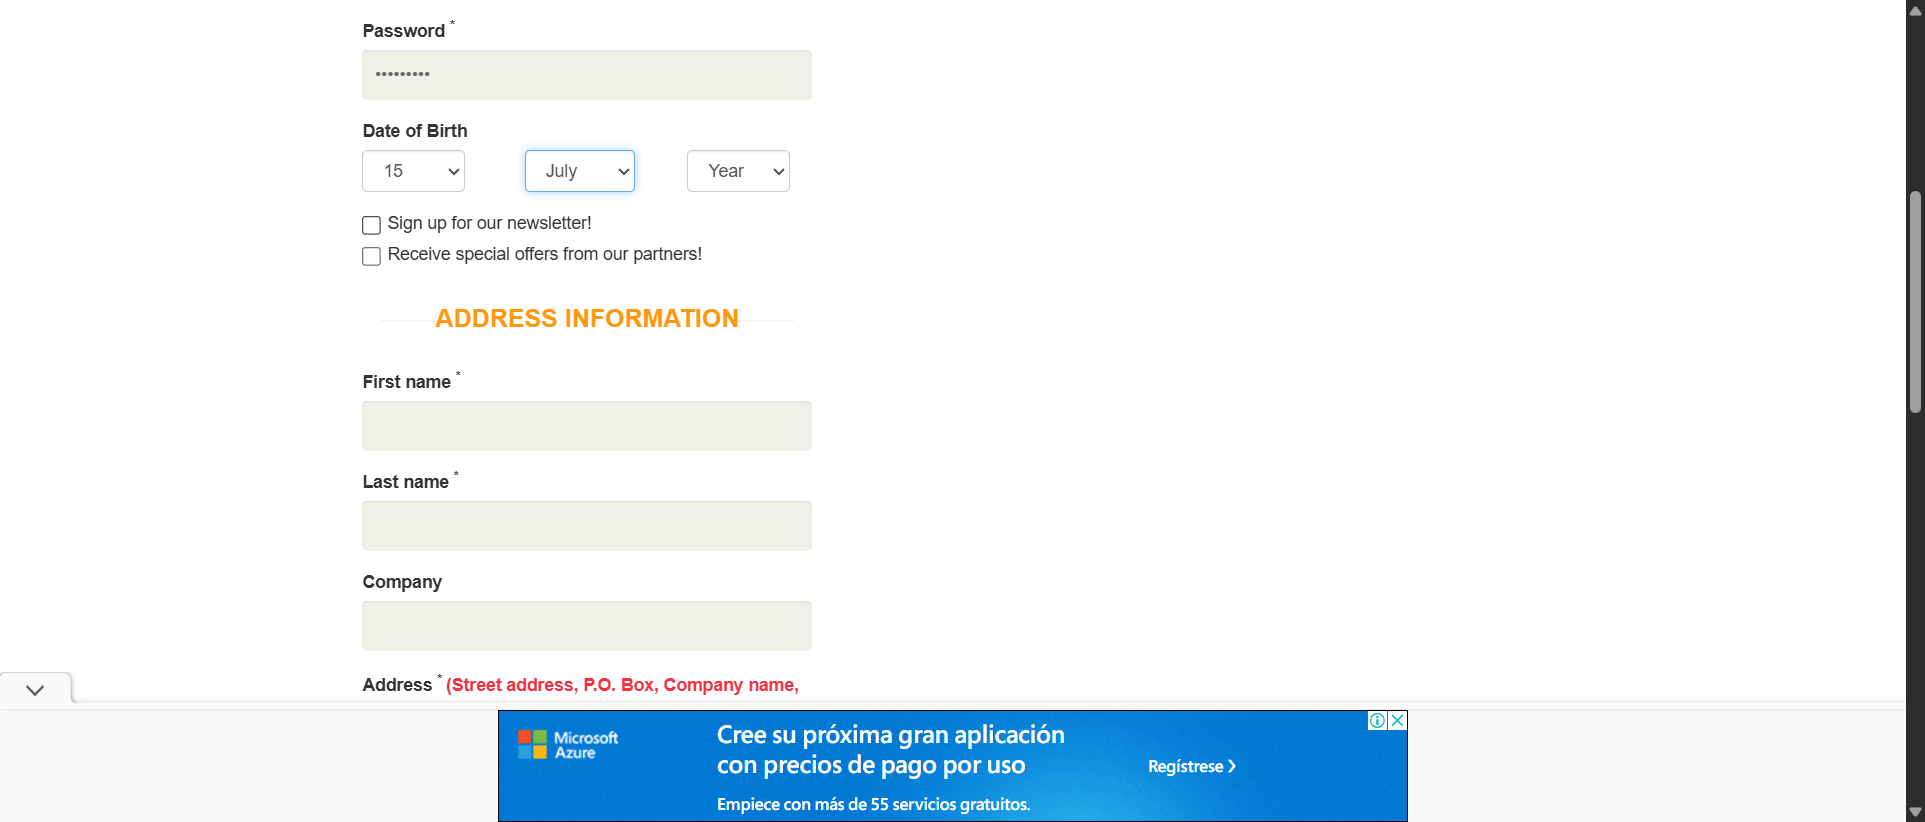 Password *
•••••••••
Date of Birth
15 July Year
Sign up for our newsletter!
Receive special offers from our partners!
ADDRESS INFORMATION
First name *
Last name *
Company
Address * (Street address, P.O. Box, Company name,
Microsoft
Azure
Cree su próxima gran aplicación
con precios de pago por uso
Regístrese
Empiece con más de 55 servicios gratuitos.